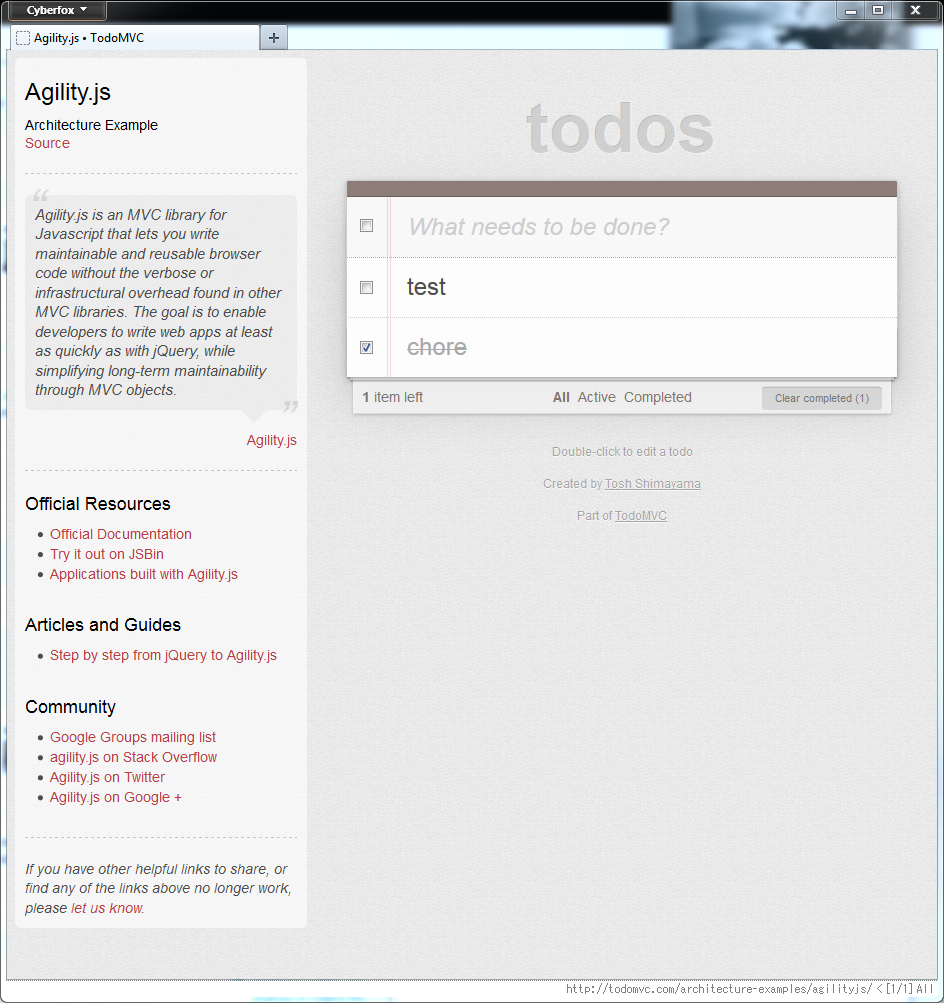 Cyberfox
Agility.js • TodoMVC
Agility.js
Architecture Example
Source
“
Agility.js is an MVC library for
Javascript that lets you write
maintainable and reusable browser
code without the verbose or
infrastructural overhead found in other
MVC libraries. The goal is to enable
developers to write web apps at least
as quickly as with jQuery, while
simplifying long-term maintainability
through MVC objects.
”
Agility.js
Official Resources
Official Documentation
Try it out on JSBin
Applications built with Agility.js
Articles and Guides
Step by step from jQuery to Agility.js
Community
Google Groups mailing list
agility.js on Stack Overflow
Agility.js on Twitter
Agility.js on Google +
If you have other helpful links to share, or
find any of the links above no longer work,
please let us know.
todos
What needs to be done?
test
chore
1 item left All Active Completed Clear completed (1)
Double-click to edit a todo
Created by Tosh Shimayama
Part of TodoMVC
http://todomvc.com/architecture-examples/agilityjs/ < [1/1] All